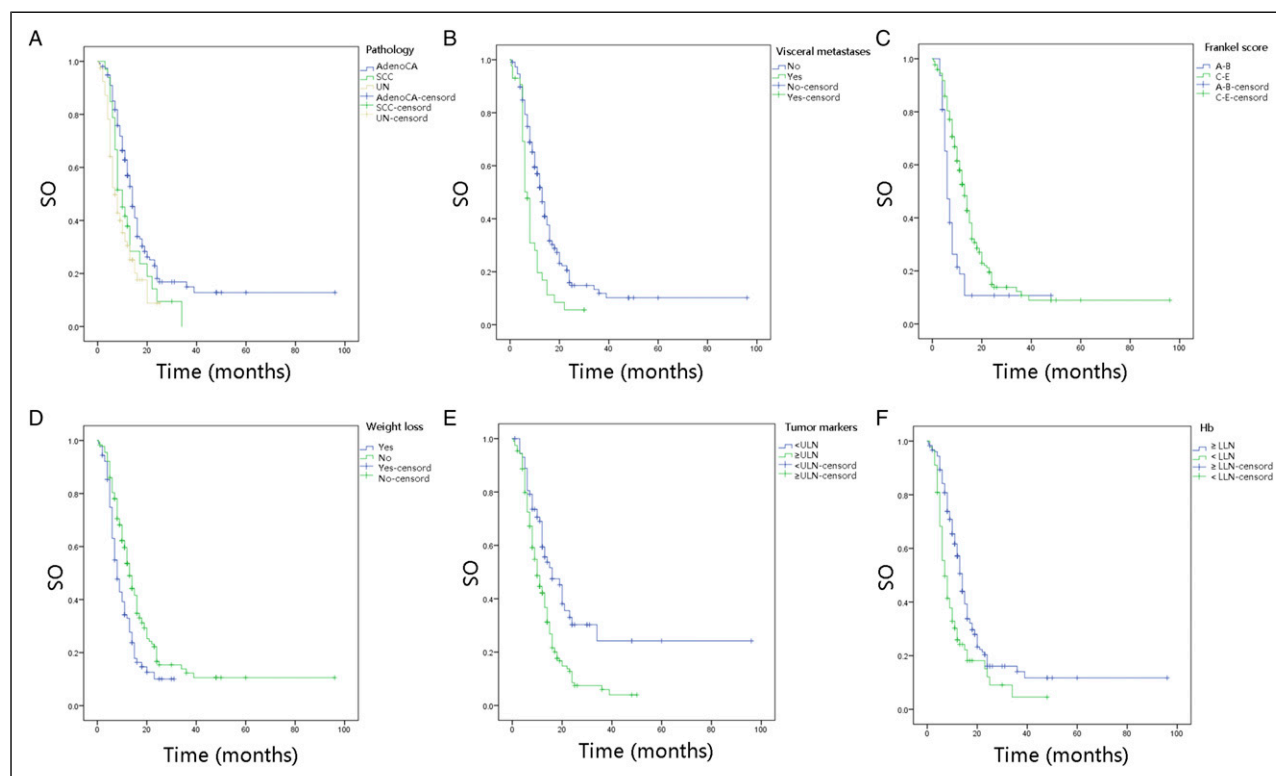 A
Pathology
AdenoCA
SCC
UN
AdenoCA-censord
SCC-censord
UN-censord
1.0
0.8
0.6
0.4
0.2
0.0
SO
0 20 40 60 80 100
Time (months)
B
Visceral metastases
No
Yes
No-censord
Yes-censord
1.0
0.8
0.6
0.4
0.2
0.0
SO
0 20 40 60 80 100
Time (months)
C
Frankel score
A-B
C-E
A-B-censord
C-E-censord
1.0
0.8
0.6
0.4
0.2
0.0
SO
0 20 40 60 80 100
Time (months)
D
Weight loss
Yes
No
Yes-censord
No-censord
1.0
0.8
0.6
0.4
0.2
0.0
SO
0 20 40 60 80 100
Time (months)
E
Tumor markers
<ULN
≥ULN
<ULN-censord
≥ULN-censord
1.0
0.8
0.6
0.4
0.2
0.0
SO
0 20 40 60 80 100
Time (months)
F
Hb
≥ LLN
< LLN
≥ LLN-censord
< LLN-censord
1.0
0.8
0.6
0.4
0.2
0.0
SO
0 20 40 60 80 100
Time (months)